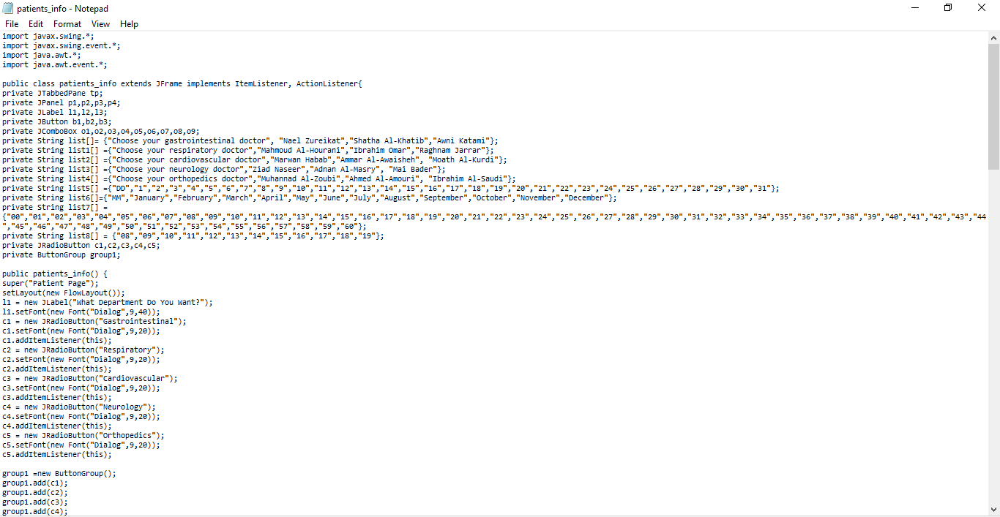 patients_info - Notepad
File Edit Format View Help
import javax.swing.*;
import javax.swing.event.*;
import java.awt.*;
import java.awt.event.*;
public class patients_info extends JFrame implements ItemListener, ActionListener{
private JTabbedPane tp;
private JPanel p1,p2,p3,p4;
private JLabel l1,l2,l3;
private JButton b1,b2,b3;
private JComboBox o1,o2,o3,o4,o5,o6,o7,o8,o9;
private String list[]= {"Choose your gastrointestinal doctor", "Nael Zureikat","Shatha Al-Khatib","Awni Katami"};
private String list1[] ={"Choose your respiratory doctor","Mahmoud Al-Hourani","Ibrahim Omar","Raghnam Jarrar"};
private String list2[] ={"Choose your cardiovascular doctor","Marwan Habab","Ammar Al-Awaisheh", "Moath Al-Kurdi"};
private String list3[] ={"Choose your neurology doctor","Ziad Naseer","Adnan Al-Masry", "Mai Bader"};
private String list4[] ={"Choose your orthopedics doctor","Muhannad Al-Zoubi","Ahmed Al-Amouri", "Ibrahim Al-Saudi"};
private String list5[] ={"DD","1","2","3","4","5","6","7","8","9","10","11","12","13","14","15","16","17","18","19","20","21","22","23","24","25","26","27","28","29","30","31"};
private String list6[]={"MM","January","February","March","April","May","June","July","August","September","October","November","December"};
private String list7[] =
{"00","01","02","03","04","05","06","07","08","09","10","11","12","13","14","15","16","17","18","19","20","21","22","23","24","25","26","27","28","29","30","31","32","33","34","35","36","37","38","39","40","41","42","43","44
","45","46","47","48","49","50","51","52","53","54","55","56","57","58","59","60"};
private String list8[] = {"08","09","10","11","12","13","14","15","16","17","18","19"};
private JRadioButton c1,c2,c3,c4,c5;
private ButtonGroup group1;
public patients_info() {
super("Patient Page");
setLayout(new FlowLayout());
l1 = new JLabel("What Department Do You Want?");
l1.setFont(new Font("Dialog",9,40));
c1 = new JRadioButton("Gastrointestinal");
c1.setFont(new Font("Dialog",9,20));
c1.addItemListener(this);
c2 = new JRadioButton("Respiratory");
c2.setFont(new Font("Dialog",9,20));
c2.addItemListener(this);
c3 = new JRadioButton("Cardiovascular");
c3.setFont(new Font("Dialog",9,20));
c3.addItemListener(this);
c4 = new JRadioButton("Neurology");
c4.setFont(new Font("Dialog",9,20));
c4.addItemListener(this);
c5 = new JRadioButton("Orthopedics");
c5.setFont(new Font("Dialog",9,20));
c5.addItemListener(this);
group1 =new ButtonGroup();
group1.add(c1);
group1.add(c2);
group1.add(c3);
group1.add(c4);